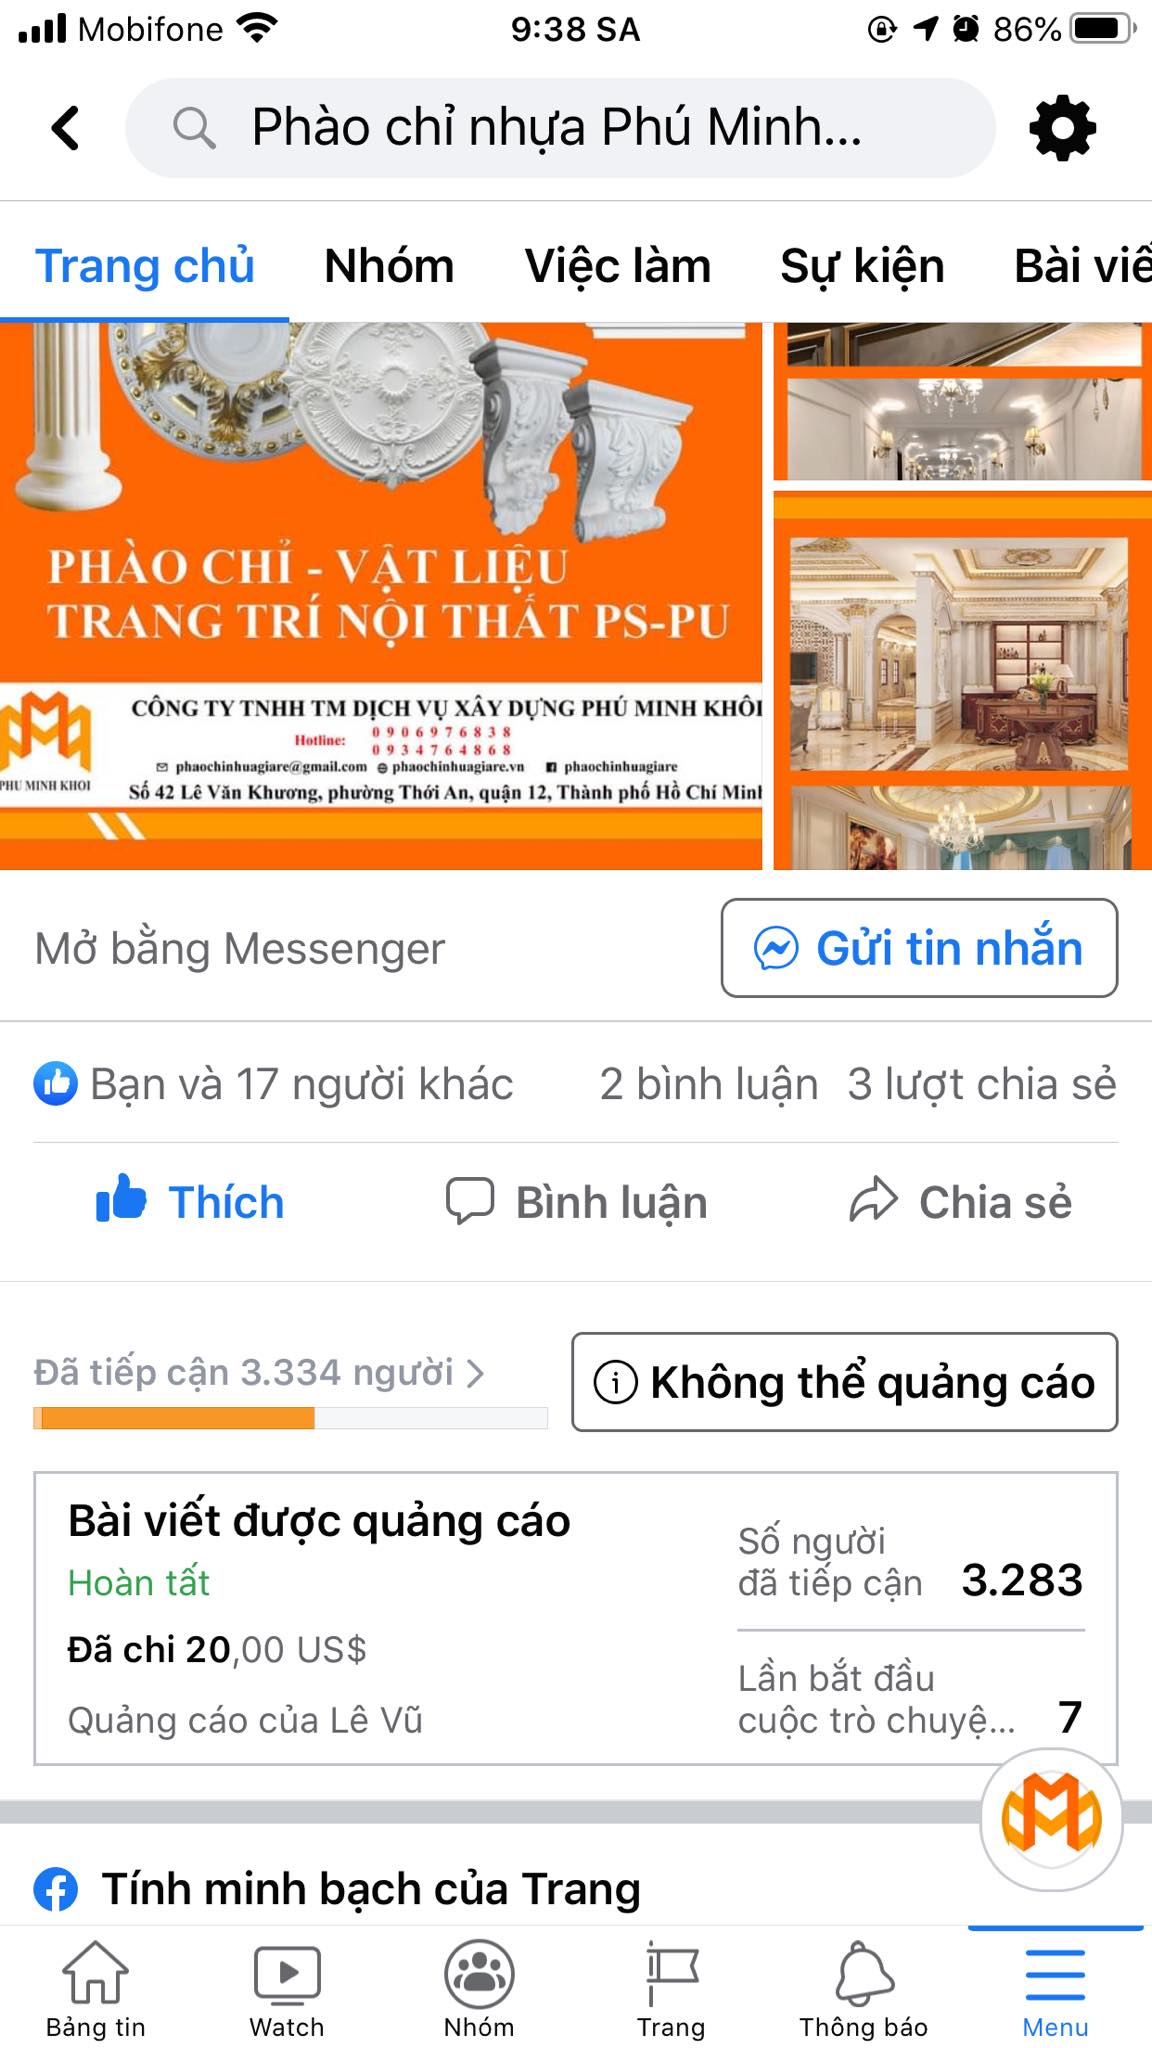 Mobifone
9:38 SA
86%
Phào chỉ nhựa Phú Minh...
Trang chủ
Nhóm
Việc làm
Sự kiện
Bài viế
PHÀO CHỈ - VẬT LIỆU
TRANG TRÍ NỘI THẤT PS-PU
PHU MINH KHOI
CÔNG TY TNHH TM DỊCH VỤ XÂY DỰNG PHÚ MINH KHÔI
Hotline: 0906976838
0934764868
phaochinhuagiare@gmail.com phaochinhuagiare.vn phaochinhuagiare
Số 42 Lê Văn Khương, phường Thới An, quận 12, Thành phố Hồ Chí Minh
Mở bằng Messenger
Gửi tin nhắn
Bạn và 17 người khác
2 bình luận
3 lượt chia sẻ
Thích
Bình luận
Chia sẻ
Đã tiếp cận 3.334 người
Không thể quảng cáo
Bài viết được quảng cáo
Hoàn tất
Đã chi 20,00 US$
Quảng cáo của Lê Vũ
Số người
đã tiếp cận 3.283
Lần bắt đầu
cuộc trò chuyệ... 7
Tính minh bạch của Trang
Bảng tin
Watch
Nhóm
Trang
Thông báo
Menu